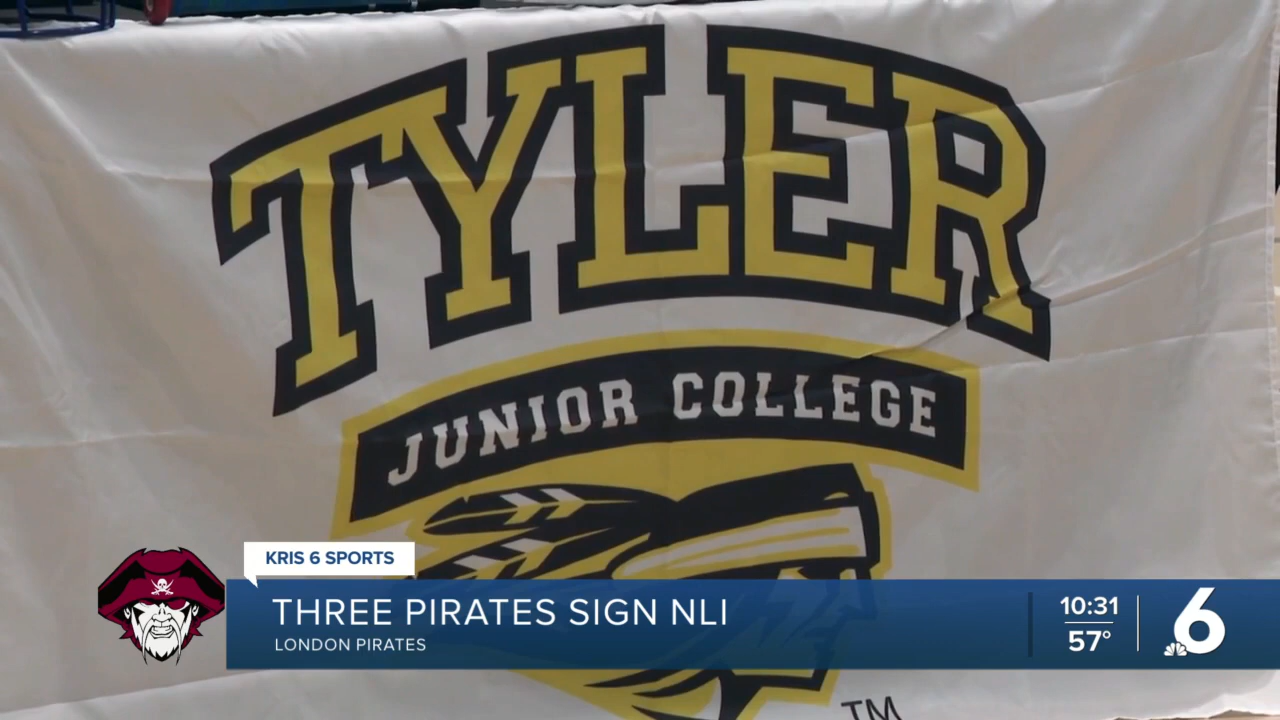 TYLER
JUNIOR COLLEGE
TM
KRIS 6 SPORTS
THREE PIRATES SIGN NLI
LONDON PIRATES
10:31
57°
6